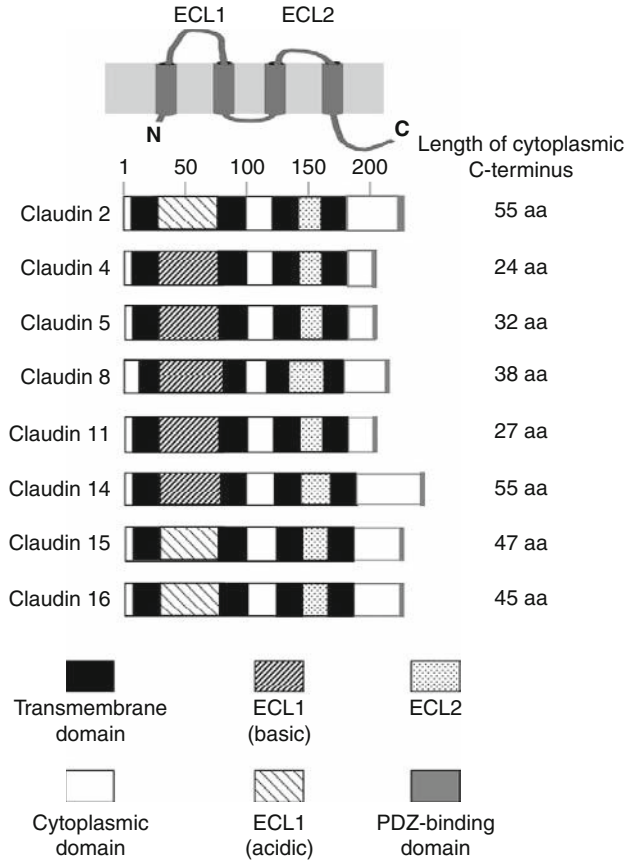 ECL1 ECL2
N
C
Length of cytoplasmic
C-terminus
1 50 100 150 200
Claudin 2 55 aa
Claudin 4 24 aa
Claudin 5 32 aa
Claudin 8 38 aa
Claudin 11 27 aa
Claudin 14 55 aa
Claudin 15 47 aa
Claudin 16 45 aa
Transmembrane
domain
ECL1
(basic)
ECL2
Cytoplasmic
domain
ECL1
(acidic)
PDZ-binding
domain